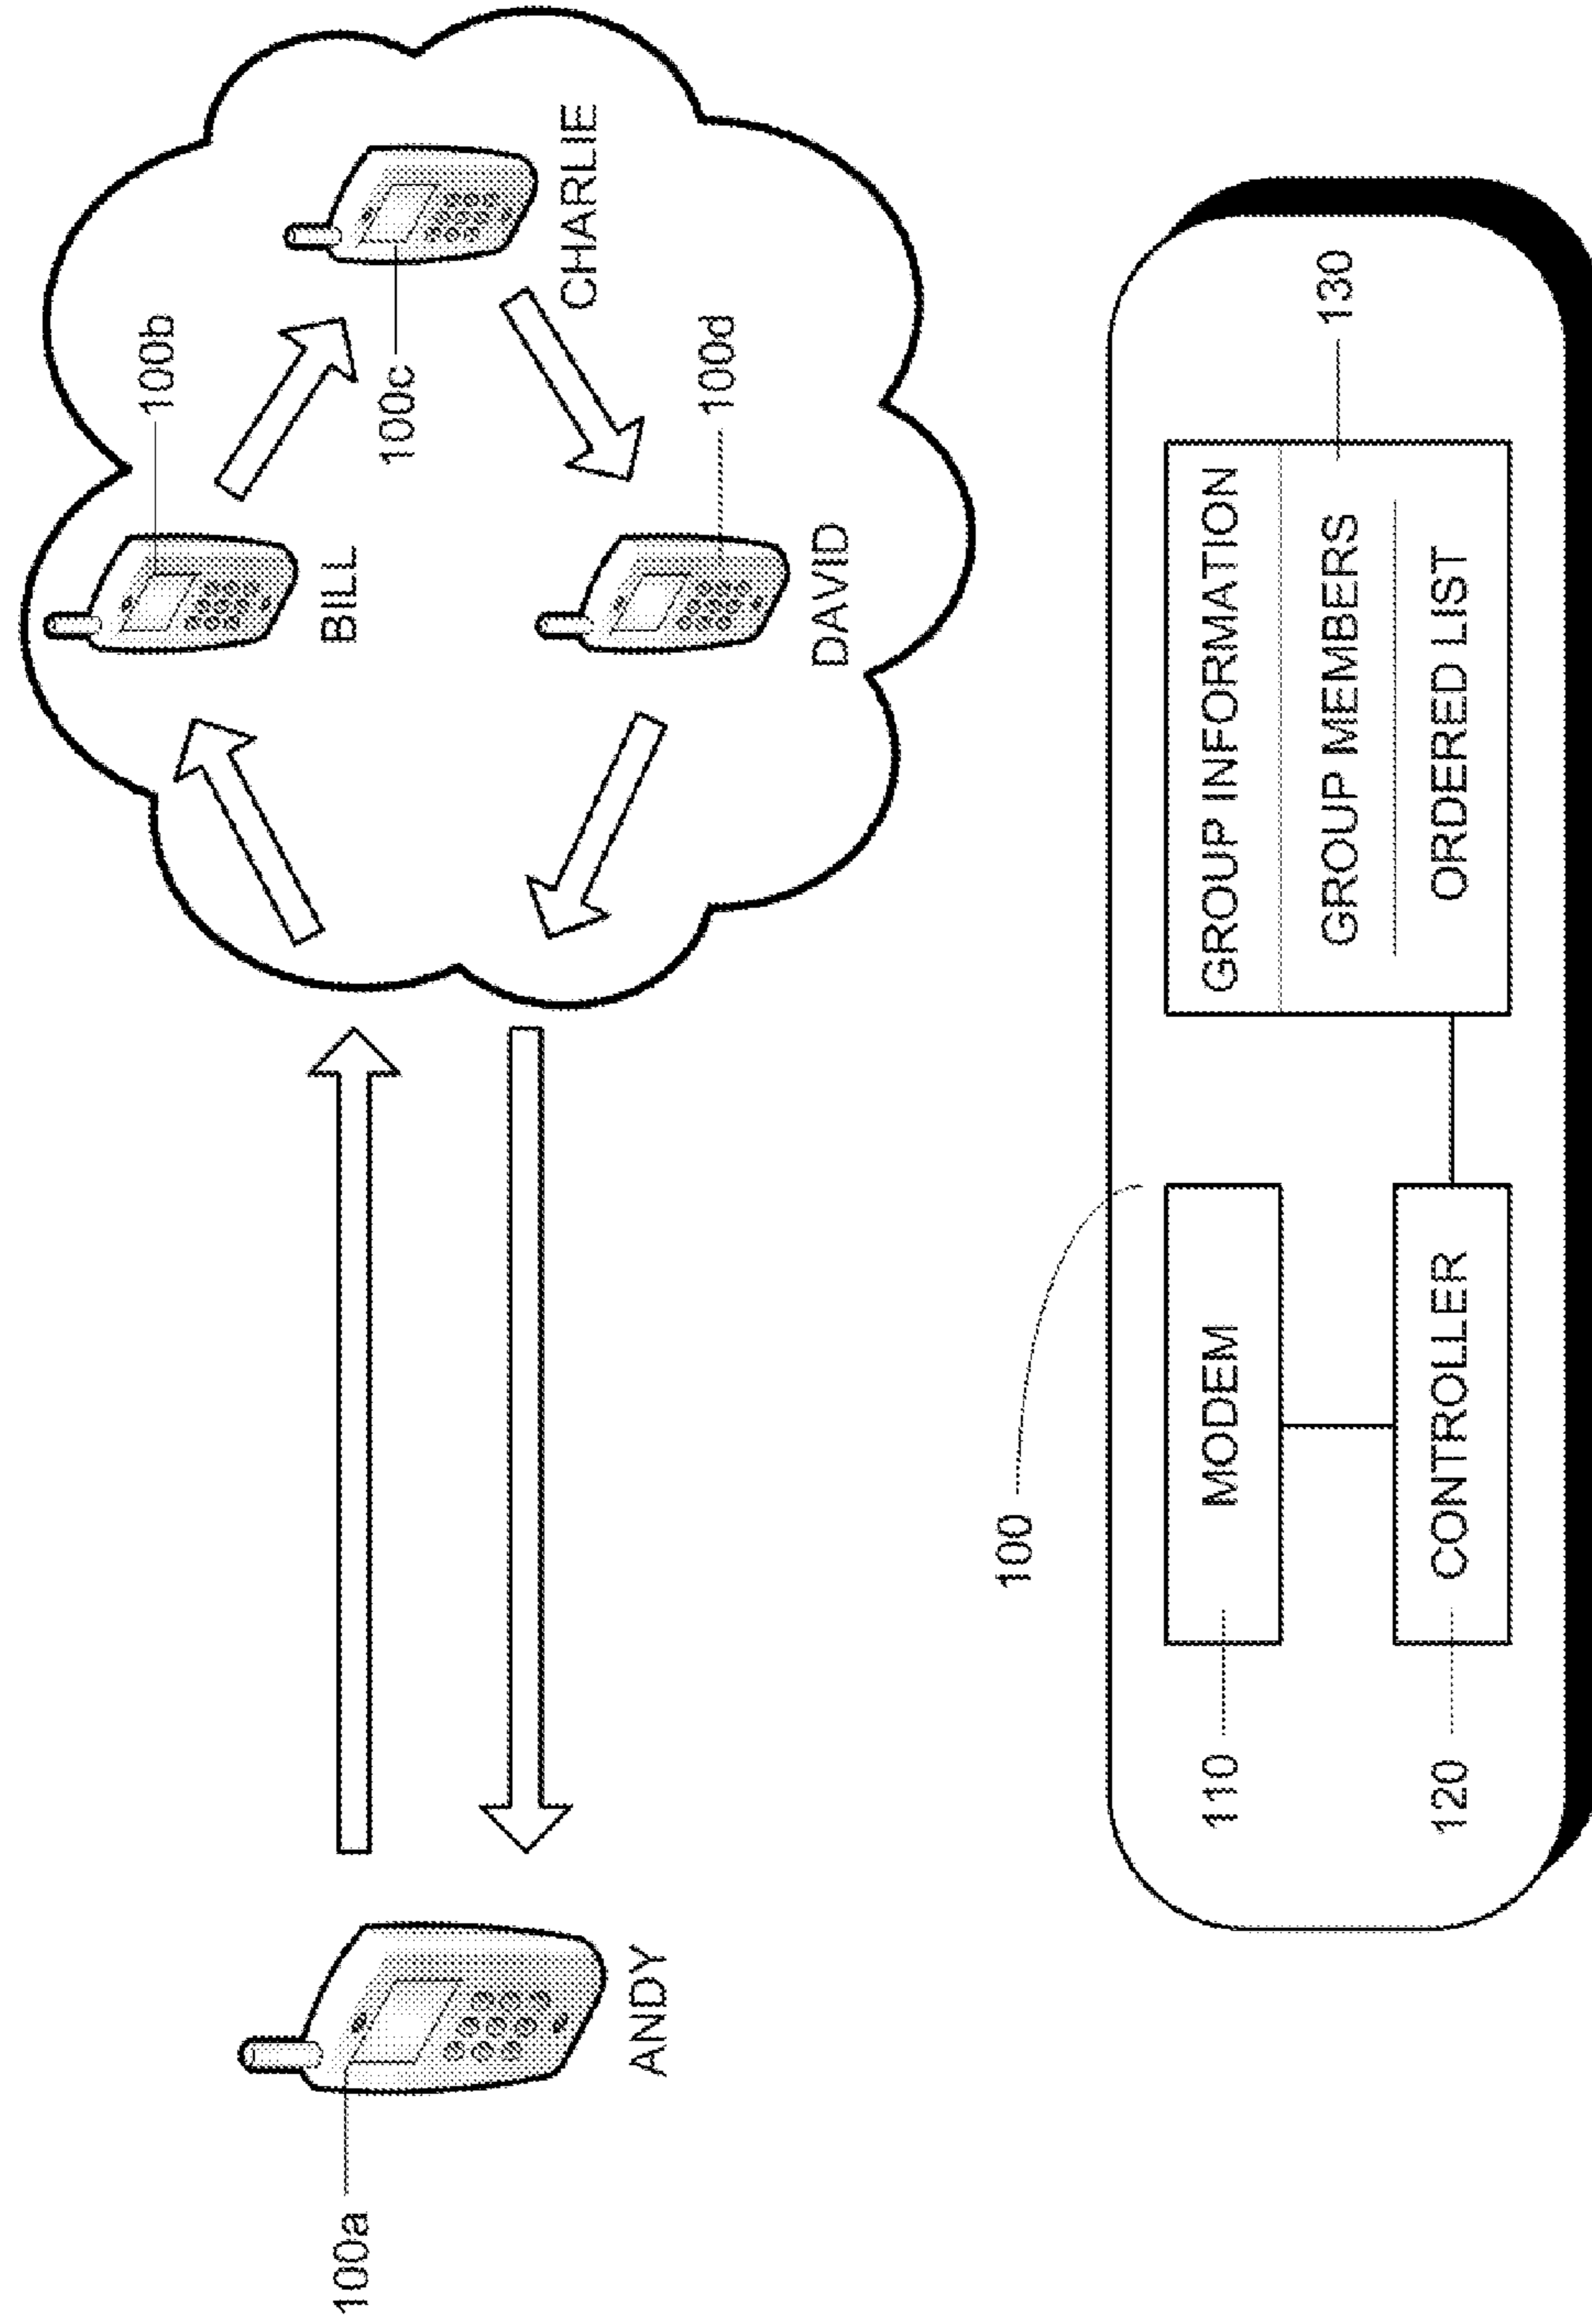 100a
ANDY
BILL
100b
100c
CHARLIE
DAVID
100d
100
110
MODEM
120
CONTROLLER
GROUP INFORMATION
GROUP MEMBERS
ORDERED LIST
130